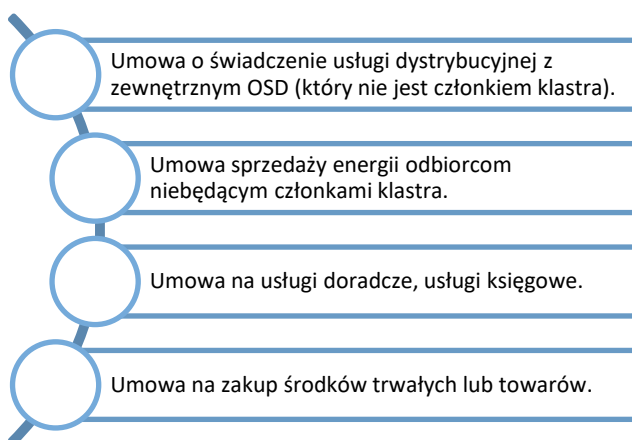 Umowa o świadczenie usługi dystrybucyjnej z
zewnętrznym OSD (który nie jest członkiem klastra).
Umowa sprzedaży energii odbiorcom
niebędącym członkami klastra.
Umowa na usługi doradcze, usługi księgowe.
Umowa na zakup środków trwałych lub towarów.